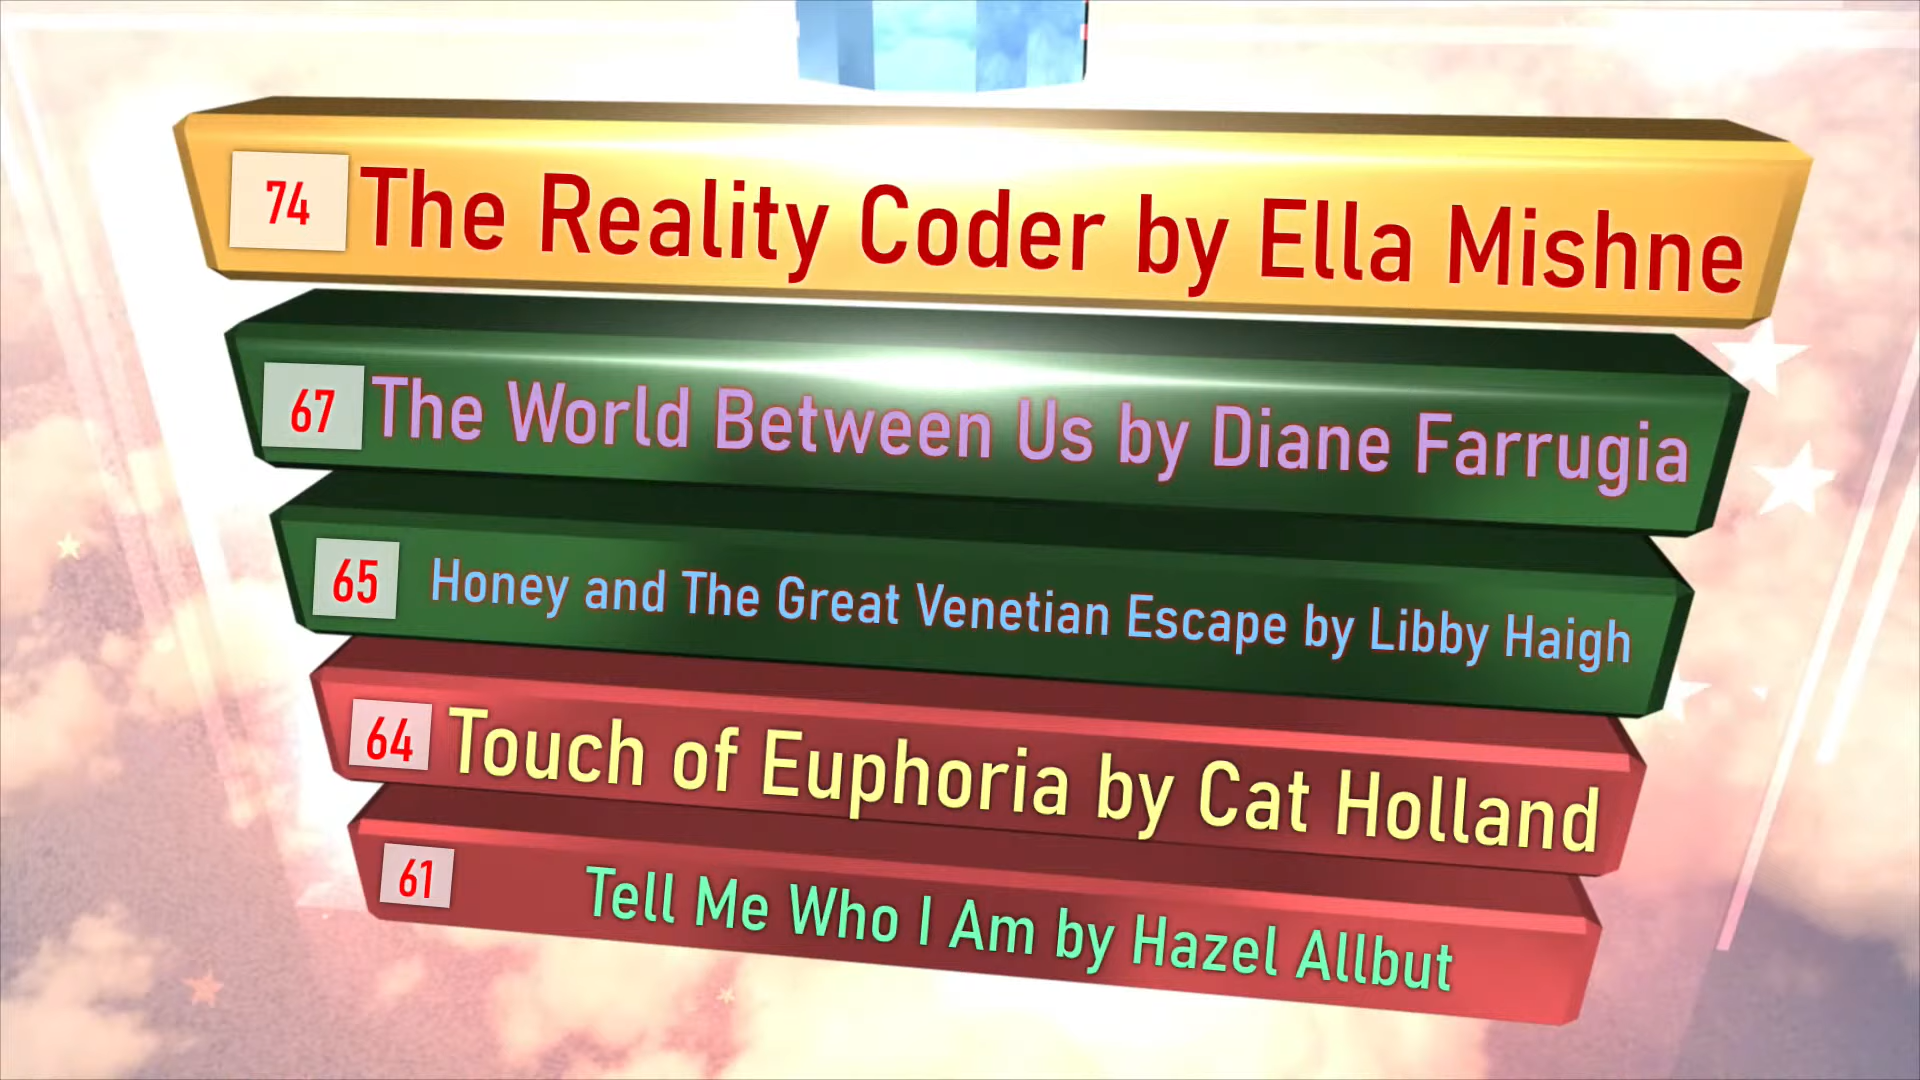 74 The Reality Coder by Ella Mishne
67 The World Between Us by Diane Farrugia
65 Honey and The Great Venetian Escape by Libby Haigh
64 Touch of Euphoria by Cat Holland
61 Tell Me Who I Am by Hazel Allbut